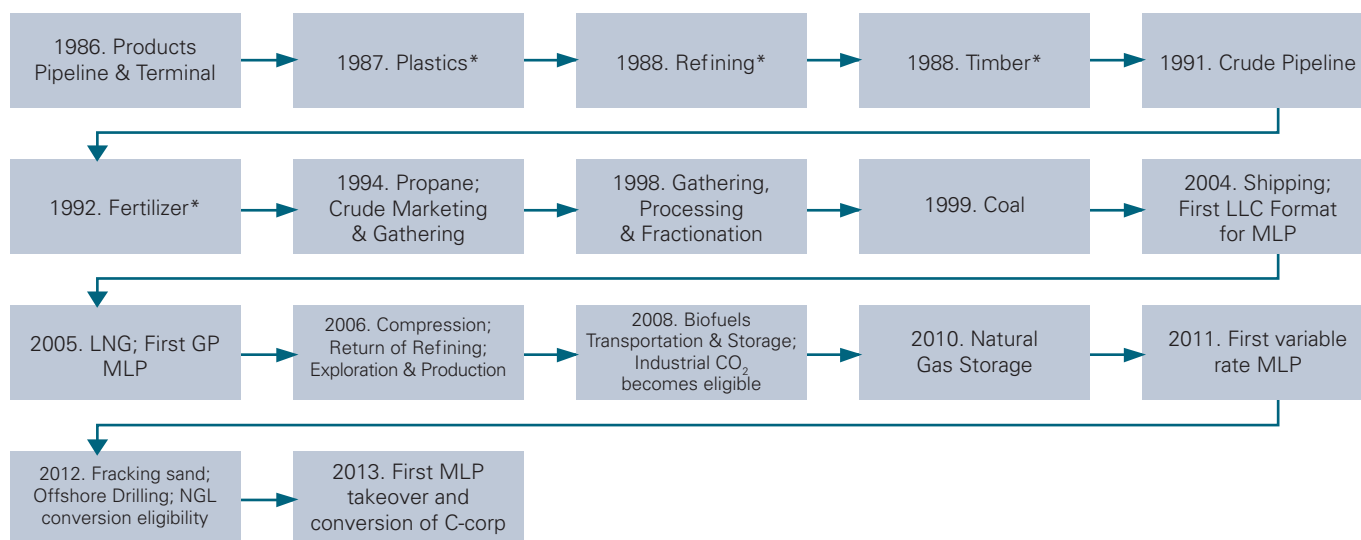 1986. Products
Pipeline & Terminal
1987. Plastics*
1988. Refining*
1988. Timber*
1991. Crude Pipeline
1992. Fertilizer*
1994. Propane;
Crude Marketing
& Gathering
1998. Gathering,
Processing
& Fractionation
1999. Coal
2004. Shipping;
First LLC Format
for MLP
2005. LNG; First GP
MLP
2006. Compression;
Return of Refining;
Exploration & Production
2008. Biofuels
Transportation & Storage;
Industrial CO₂
becomes eligible
2010. Natural
Gas Storage
2011. First variable
rate MLP
2012. Fracking sand;
Offshore Drilling; NGL
conversion eligibility
2013. First MLP
takeover and
conversion of C-corp